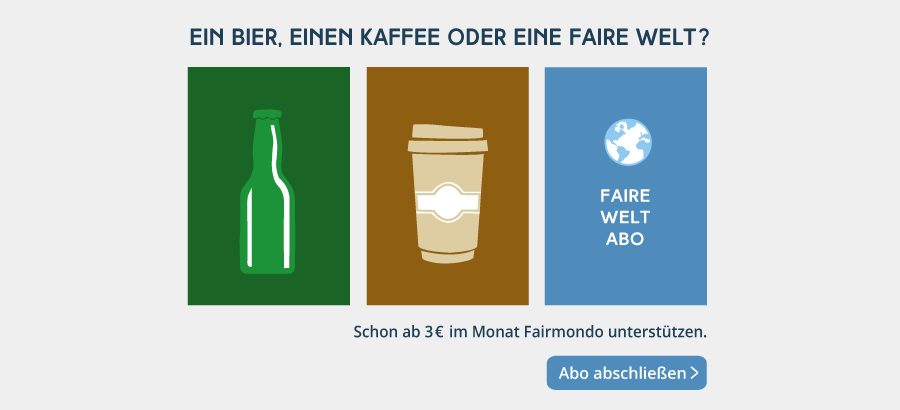 EIN BIER, EINEN KAFFEE ODER EINE FAIRE WELT?
FAIRE
WELT
ABO
Schon ab 3€ im Monat Fairmondo unterstützen.
Abo abschließen >